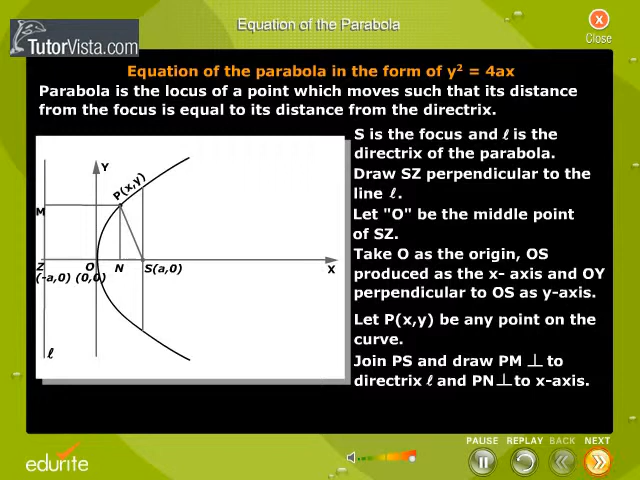 Equation of the Parabola
X
Close
TutorVista.com
Equation of the parabola in the form of y² = 4ax
Parabola is the locus of a point which moves such that its distance
from the focus is equal to its distance from the directrix.
S is the focus and ℓ is the
directrix of the parabola.
Draw SZ perpendicular to the
line ℓ.
Let "O" be the middle point
of SZ.
Take O as the origin, OS
produced as the x- axis and OY
perpendicular to OS as y-axis.
Let P(x,y) be any point on the
curve.
Join PS and draw PM ⊥ to
directrix ℓ and PN ⊥ to x-axis.
Y
P(x,y)
M
Z O N S(a,0) X
(-a,0) (0,0)
ℓ
PAUSE REPLAY BACK NEXT
edurite